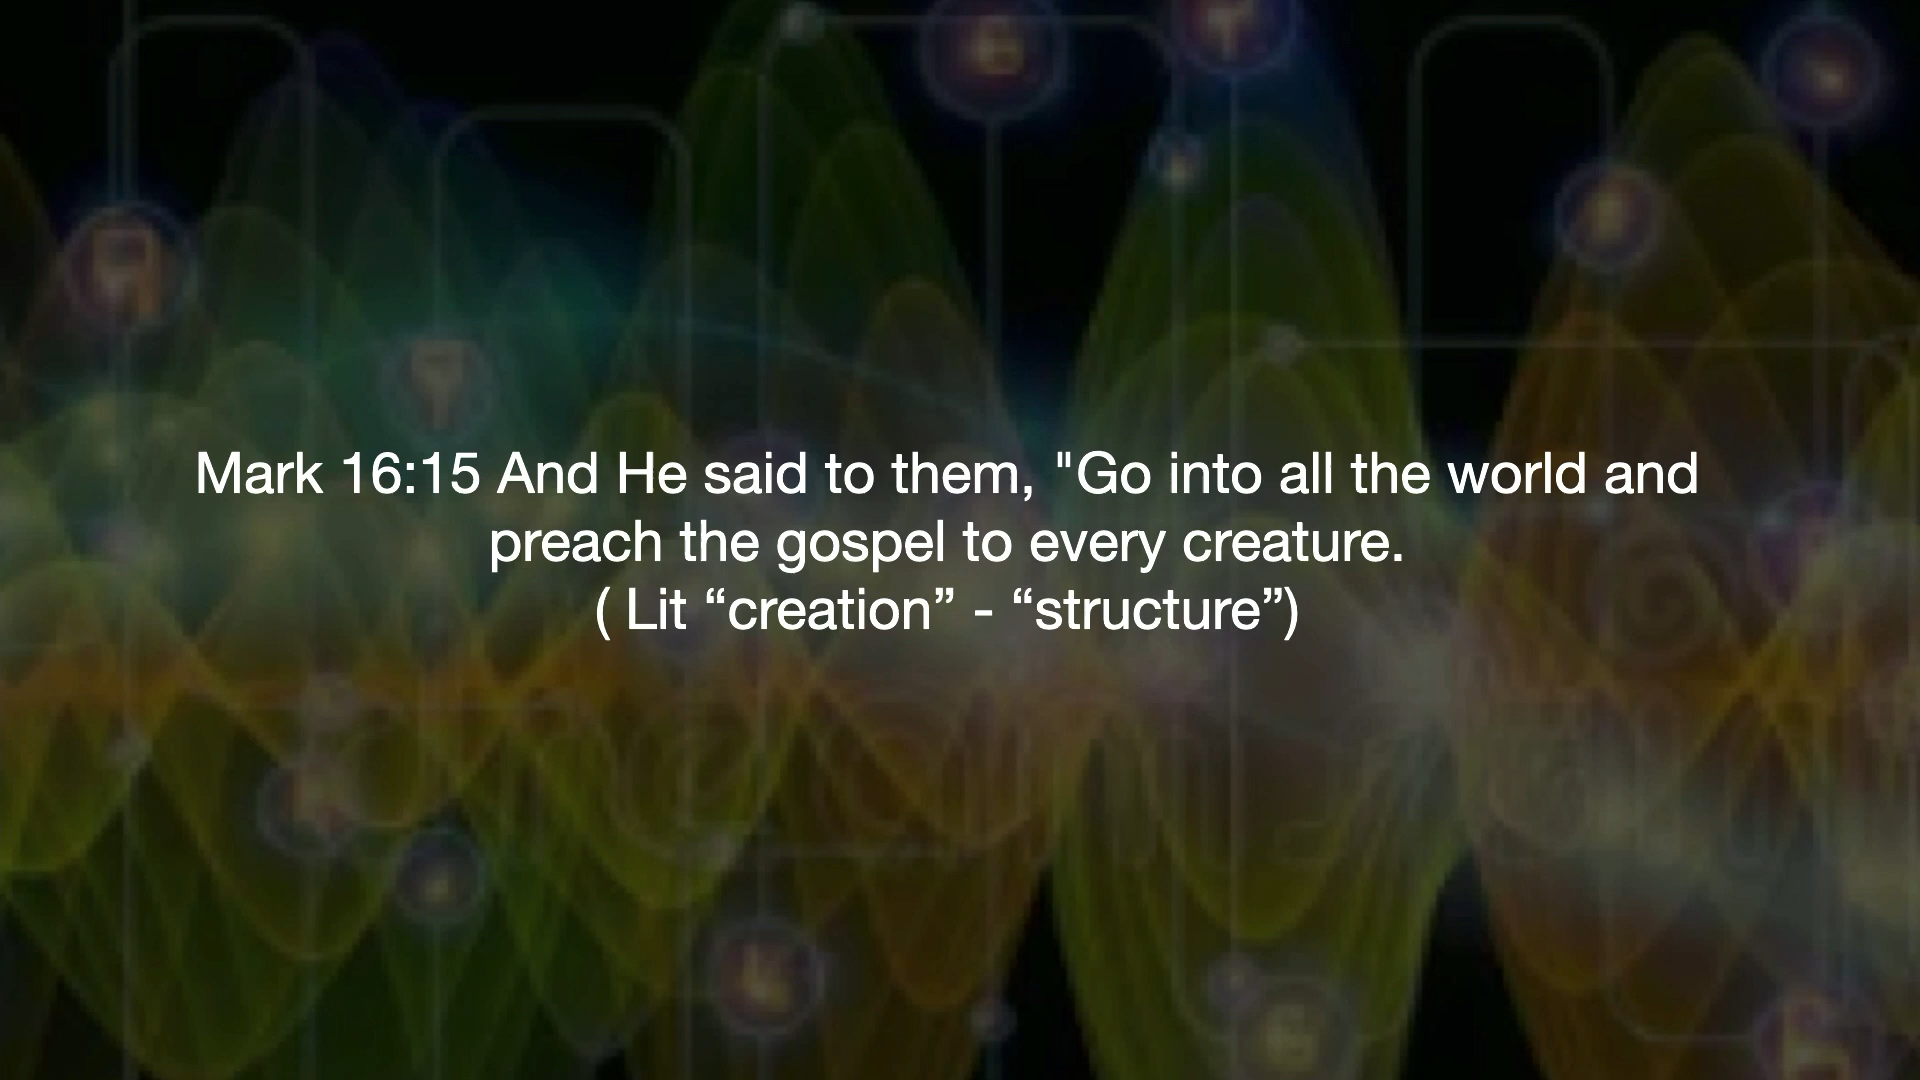 Mark 16:15 And He said to them, "Go into all the world and
preach the gospel to every creature.
( Lit “creation” - “structure”)